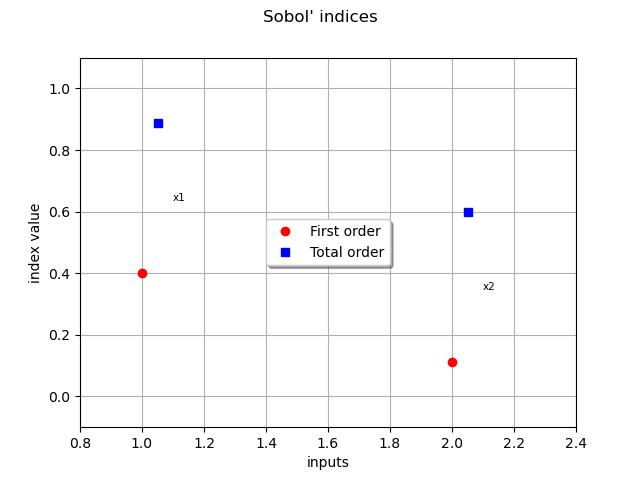 Sobol' indices
1.0
0.8
x1
0.6
First order
Total order
index value
0.4
x2
0.2
0.0
0.8 1.0 1.2 1.4 1.6 1.8 2.0 2.2 2.4
inputs